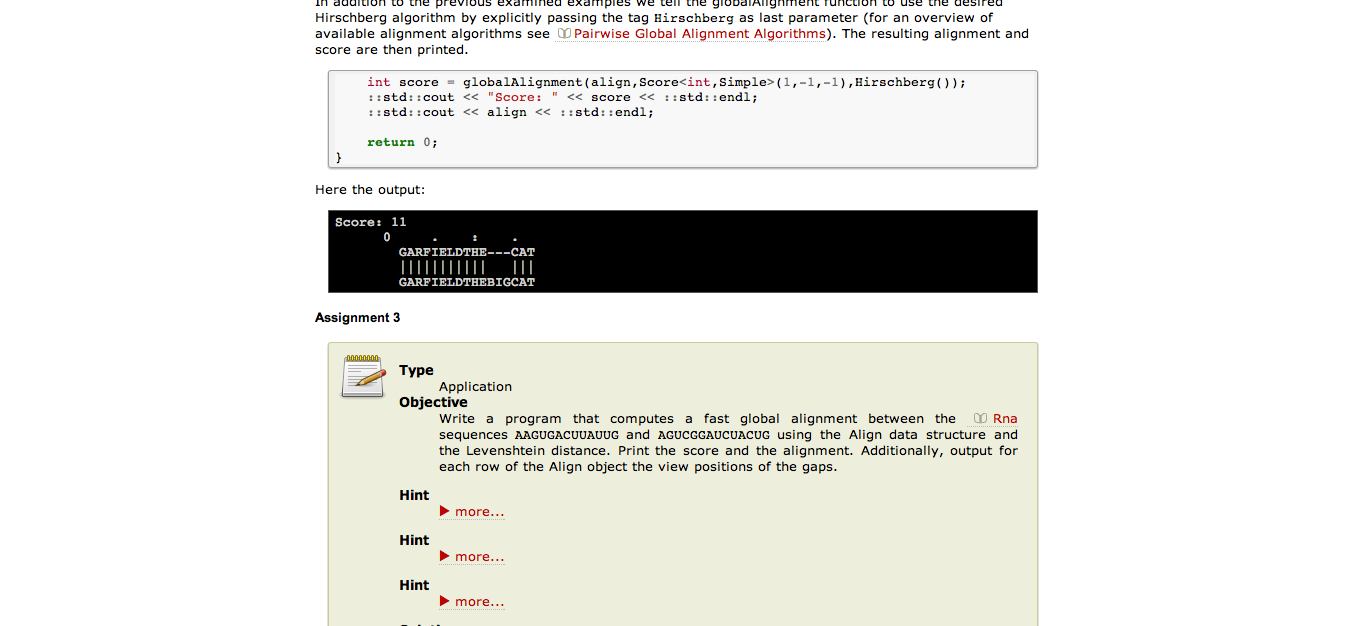 In addition to the previous examined examples we tell the globalAlignment function to use the desired
Hirschberg algorithm by explicitly passing the tag Hirschberg as last parameter (for an overview of
available alignment algorithms see Pairwise Global Alignment Algorithms). The resulting alignment and
score are then printed.
int score = globalAlignment(align,Score<int,Simple>(1,-1,-1),Hirschberg());
::std::cout << "Score: " << score << ::std::endl;
::std::cout << align << ::std::endl;
return 0;
}
Here the output:
Score: 11
0 . : .
GARFIELDTHE---CAT
||||||||||| |||
GARFIELDTHEBIGCAT
Assignment 3
Type
Application
Objective
Write a program that computes a fast global alignment between the Rna
sequences AAGUGACUUAUUG and AGUCGGAUCUACUG using the Align data structure and
the Levenshtein distance. Print the score and the alignment. Additionally, output for
each row of the Align object the view positions of the gaps.
Hint
more...
Hint
more...
Hint
more...